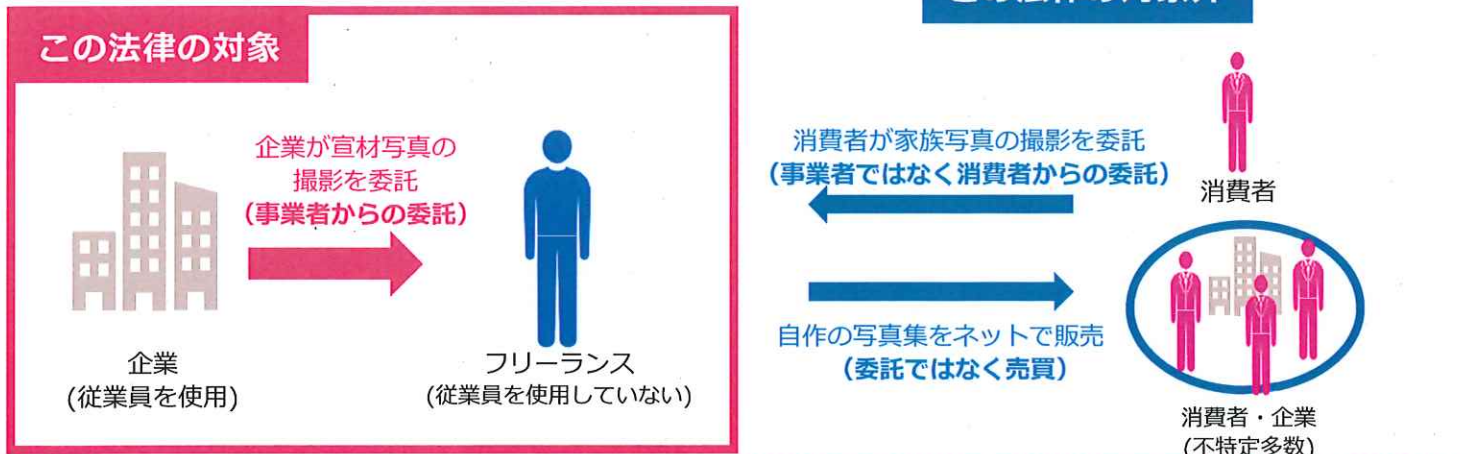 この法律の対象
企業が宣材写真の
撮影を委託
(事業者からの委託)
企業
(従業員を使用)
フリーランス
(従業員を使用していない)
消費者が家族写真の撮影を委託
(事業者ではなく消費者からの委託)
消費者
自作の写真集をネットで販売
(委託ではなく売買)
消費者・企業
(不特定多数)